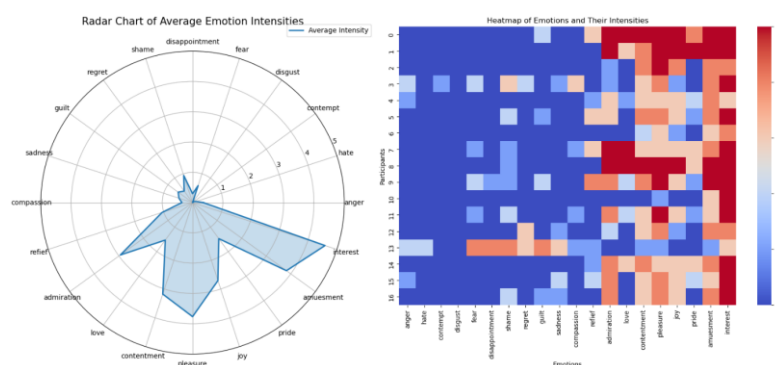 Radar Chart of Average Emotion Intensities
Average Intensity
disappointment
shame
fear
regret
disgust
guilt
contempt
sadness
hate
compassion
anger
relief
interest
admiration
amuesment
love
pride
contentment
joy
pleasure
1
2
3
4
5
Heatmap of Emotions and Their Intensities
Participants
0
1
2
3
4
5
6
7
8
9
10
11
12
13
14
15
16
anger
hate
contempt
disgust
fear
disappointment
shame
regret
guilt
sadness
compassion
relief
admiration
love
contentment
pleasure
joy
pride
amuesment
interest
Emotions